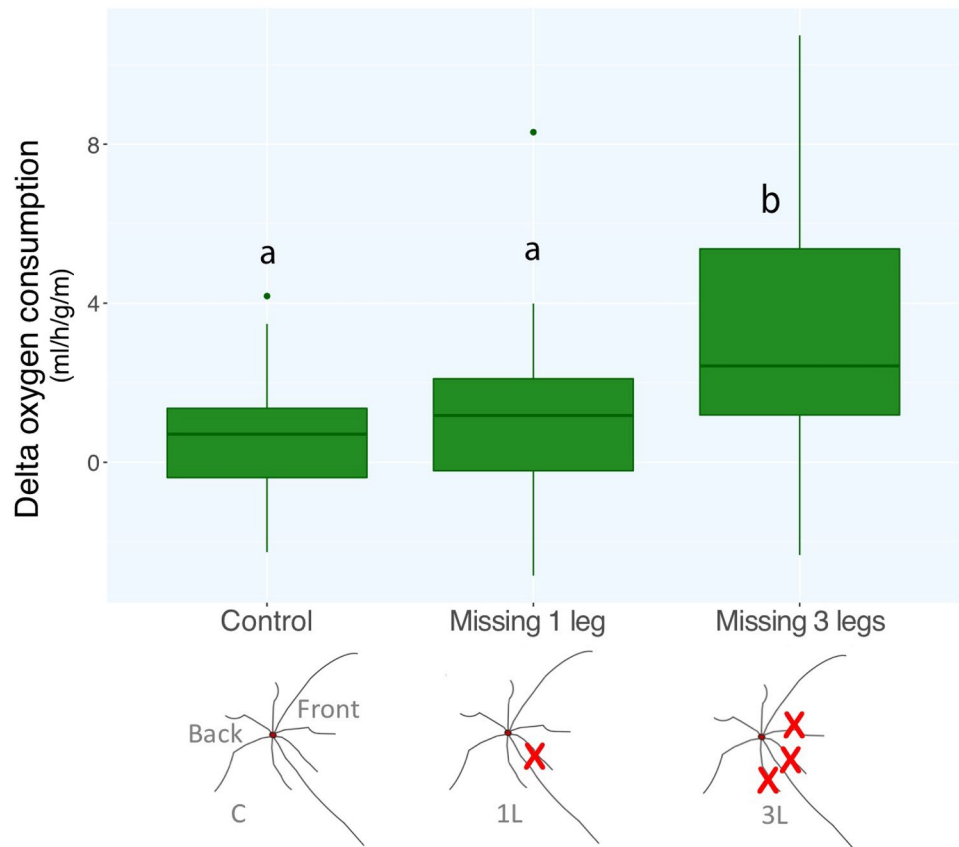 Delta oxygen consumption
(ml/h/g/m)
8
4
0
a
a
b
Control
Missing 1 leg
Missing 3 legs
Front
Back
C
1L
3L